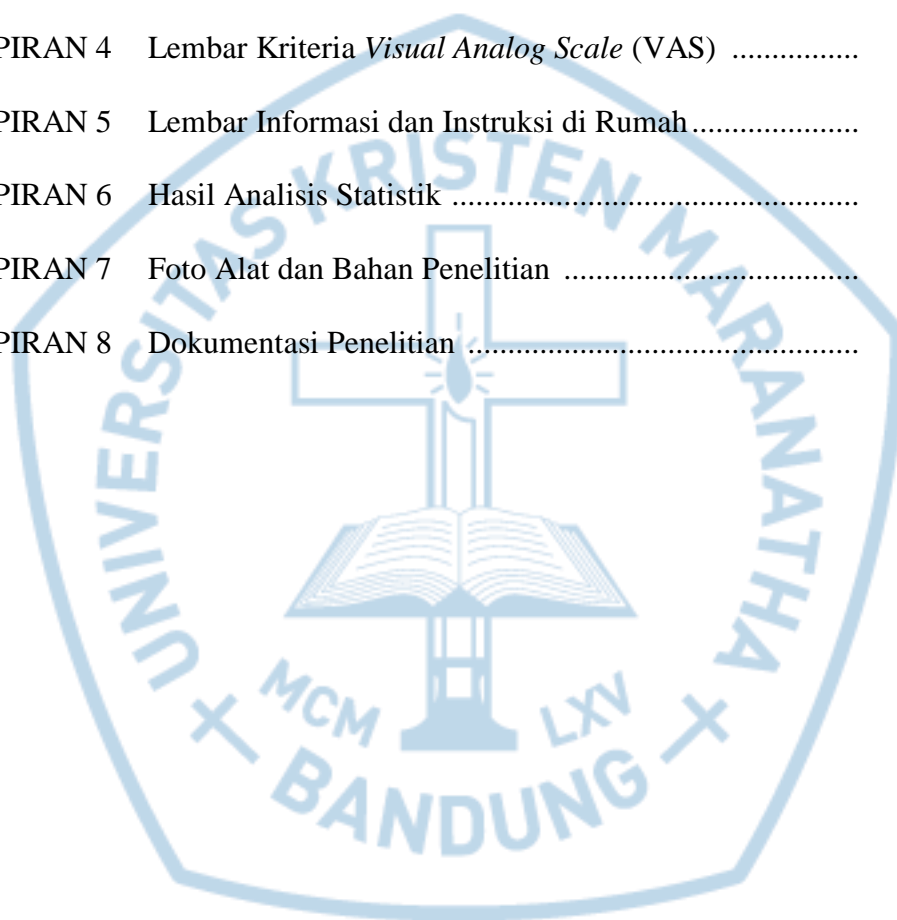 PIRAN 4 Lembar Kriteria Visual Analog Scale (VAS) ................
PIRAN 5 Lembar Informasi dan Instruksi di Rumah .....................
PIRAN 6 Hasil Analisis Statistik ...................................................
PIRAN 7 Foto Alat dan Bahan Penelitian .....................................
PIRAN 8 Dokumentasi Penelitian .................................................
UNIVERSITAS KRISTEN MARANATHA
MCM LXV
BANDUNG